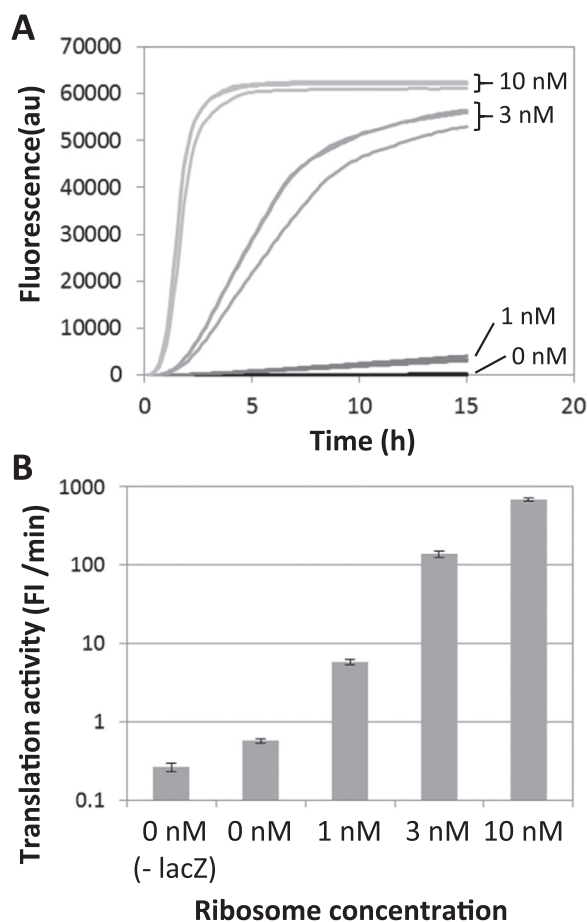 A
Fluorescence(au)
70000
60000
50000
40000
30000
20000
10000
0
10 nM
3 nM
1 nM
0 nM
0 5 10 15 20
Time (h)
B
Translation activity (FI /min)
1000
100
10
1
0.1
0 nM 0 nM 1 nM 3 nM 10 nM
(- lacZ)
Ribosome concentration